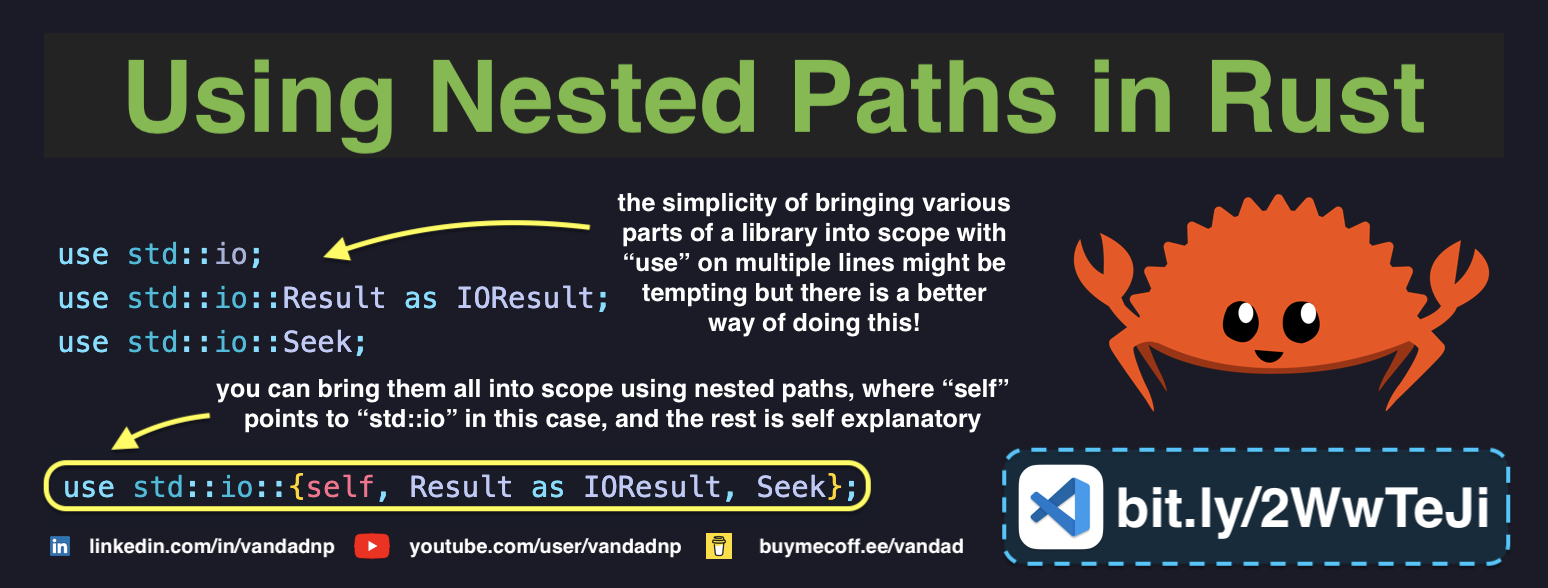 Using Nested Paths in Rust
the simplicity of bringing various
parts of a library into scope with
“use” on multiple lines might be
tempting but there is a better
way of doing this!
use std::io;
use std::io::Result as IOResult;
use std::io::Seek;
you can bring them all into scope using nested paths, where “self”
points to “std::io” in this case, and the rest is self explanatory
use std::io::{self, Result as IOResult, Seek};
in linkedin.com/in/vandadnp youtube.com/user/vandadnp buymecoff.ee/vandad
bit.ly/2WwTeJi